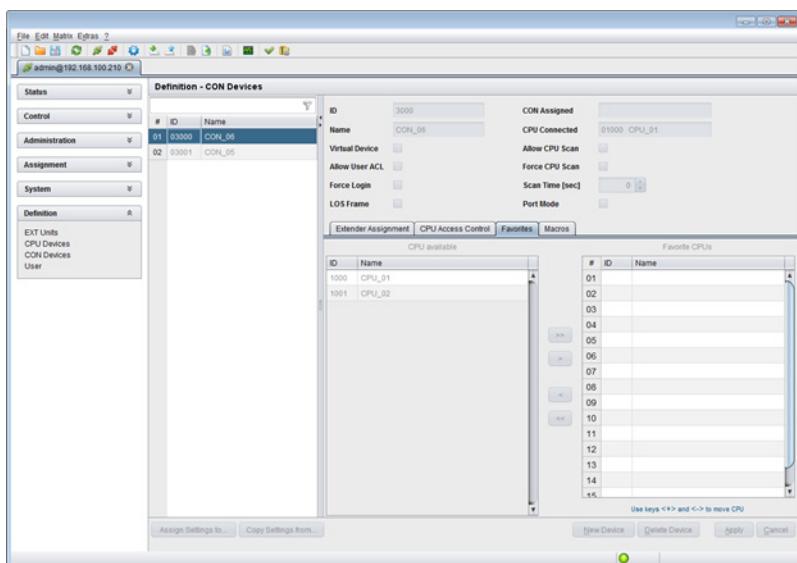 File Edit Matrix Extras ?
admin@192.168.100.210
Status
Control
Administration
Assignment
System
Definition
EXT Units
CPU Devices
CON Devices
User
Definition - CON Devices
# ID Name
01 03000 CON_06
02 03001 CON_05
ID 3000
Name CON_06
Virtual Device
Allow User ACL
Force Login
LOS Frame
CON Assigned
CPU Connected 01000 CPU_01
Allow CPU Scan
Force CPU Scan
Scan Time [sec] 0
Port Mode
Extender Assignment CPU Access Control Favorites Macros
CPU available
ID Name
1000 CPU_01
1001 CPU_02
>>
>
<
<<
Favorite CPUs
# ID Name
01
02
03
04
05
06
07
08
09
10
11
12
13
14
15
Use keys <+> and <-> to move CPU
Assign Settings to... Copy Settings from...
New Device Delete Device Apply Cancel